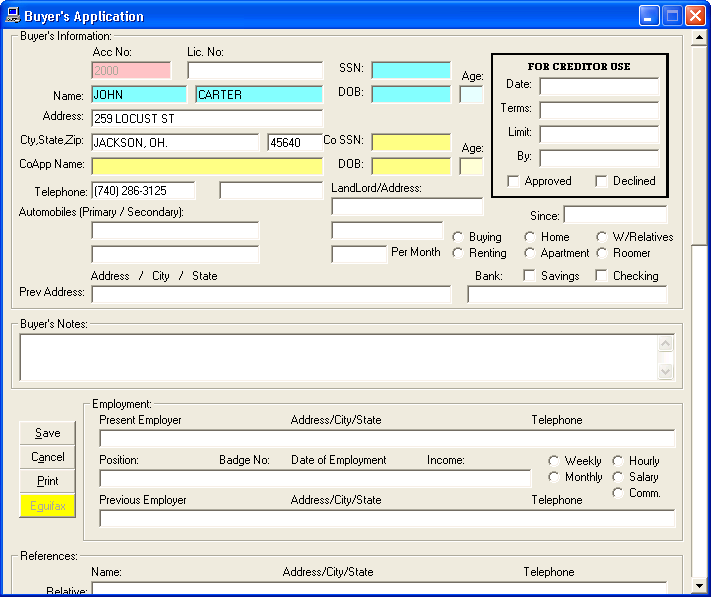 Buyer's Application
Buyer's Information:
Acc No: Lic. No:
2000
SSN:
Age:
Name: JOHN CARTER
DOB:
Address: 259 LOCUST ST
Cty,State,Zip: JACKSON, OH. 45640
Co SSN:
Age:
CoApp Name:
DOB:
Telephone: (740) 286-3125
LandLord/Address:
FOR CREDITOR USE
Date:
Terms:
Limit:
By:
Approved Declined
Automobiles (Primary / Secondary):
Since:
Buying Home W/Relatives
Per Month Renting Apartment Roomer
Address / City / State
Bank: Savings Checking
Prev Address:
Buyer's Notes:
Save
Cancel
Print
Equifax
Employment:
Present Employer Address/City/State Telephone
Position: Badge No: Date of Employment Income:
Weekly Hourly
Monthly Salary
Comm.
Previous Employer Address/City/State Telephone
References:
Name: Address/City/State Telephone
Relative: